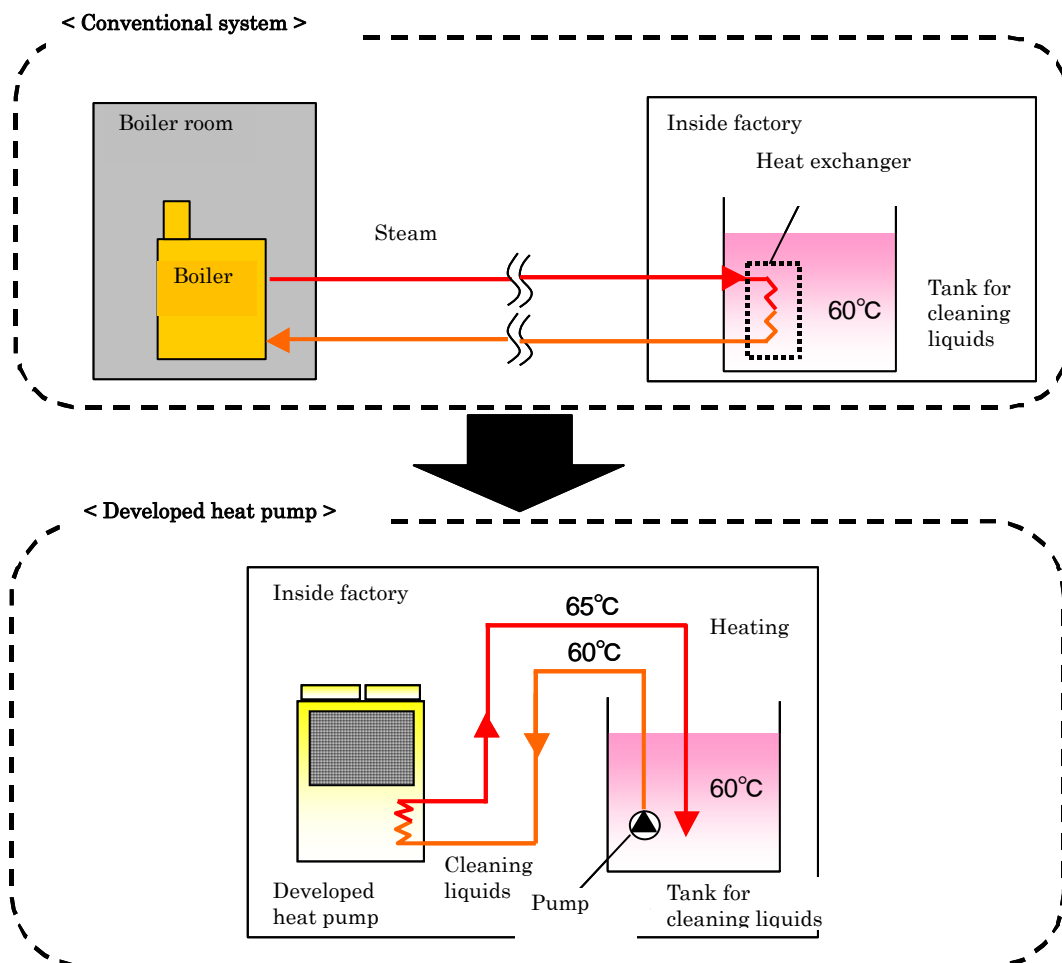 < Conventional system >
Boiler room
Boiler
Steam
Inside factory
Heat exchanger
60℃
Tank for
cleaning
liquids
< Developed heat pump >
Inside factory
65℃
60℃
Heating
60℃
Cleaning
liquids
Developed
heat pump
Pump
Tank for
cleaning liquids